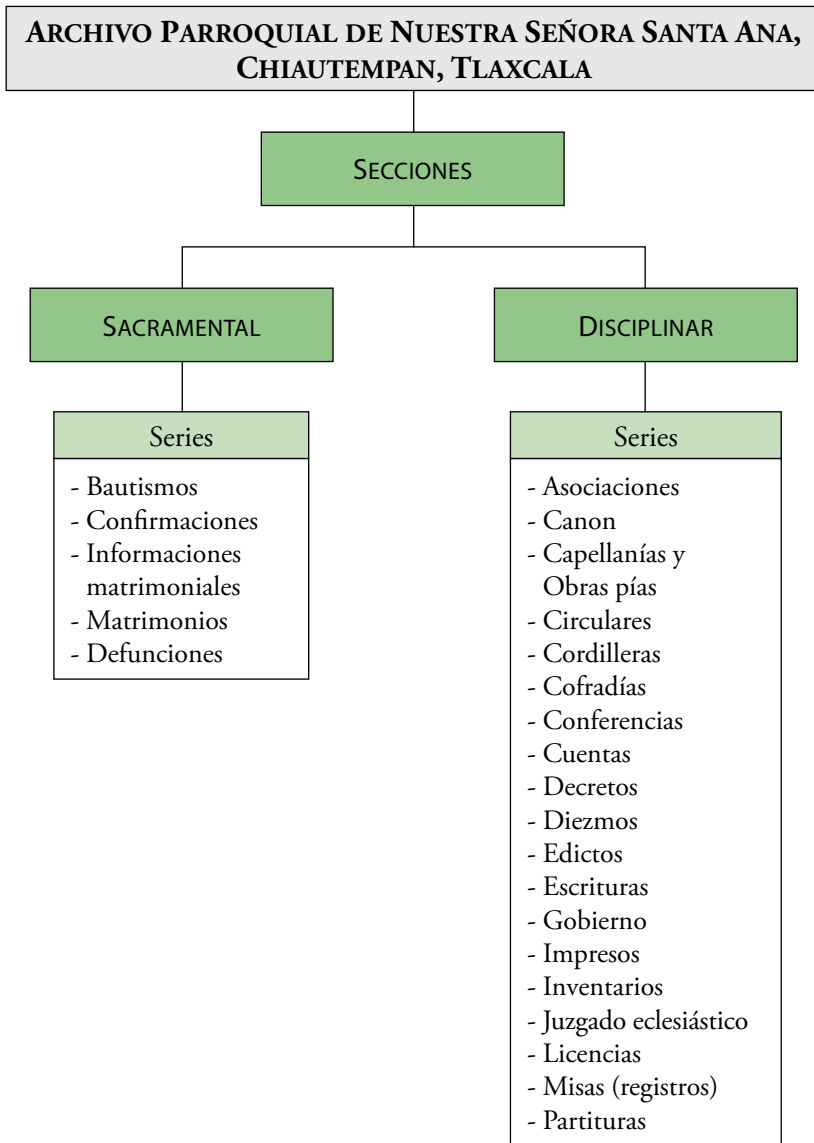 ARCHIVO PARROQUIAL DE NUESTRA SEÑORA SANTA ANA,
CHIAUTEMPAN, TLAXCALA
SECCIONES
SACRAMENTAL
Series
- Bautismos
- Confirmaciones
- Informaciones
matrimoniales
- Matrimonios
- Defunciones
DISCIPLINAR
Series
- Asociaciones
- Canon
- Capellanías y
Obras pías
- Circulares
- Cordilleras
- Cofradías
- Conferencias
- Cuentas
- Decretos
- Diezmos
- Edictos
- Escrituras
- Gobierno
- Impresos
- Inventarios
- Juzgado eclesiástico
- Licencias
- Misas (registros)
- Partituras